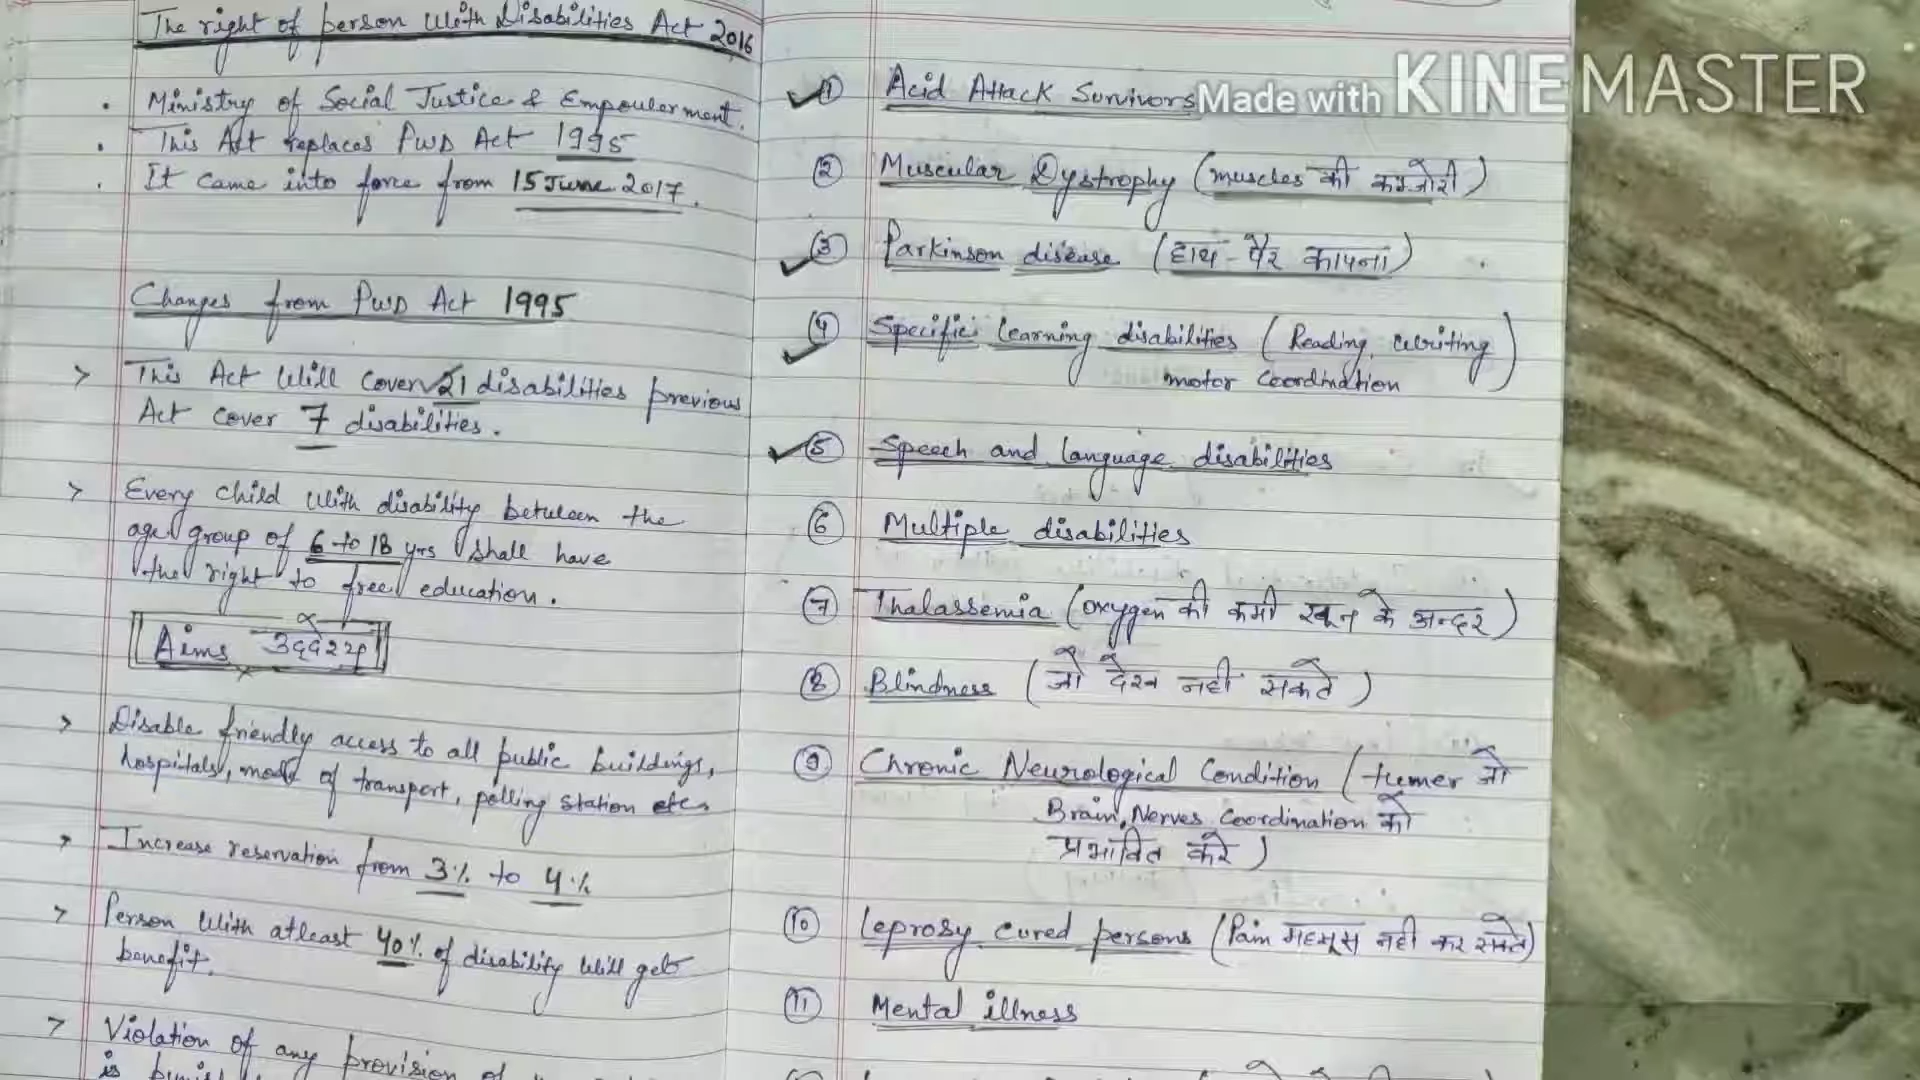 The right of person with Disabilities Act 2016
. Ministry of Social Justice & Empowerment.
. This Act replaces PWD Act 1995
. It came into force from 15 June 2017.
Changes from PWD Act 1995
> This Act will cover 21 disabilities previous
Act cover 7 disabilities.
> Every child with disability between the
age group of 6 to 18 yrs shall have
the right to free education.
Aims उद्देश्य
> Disable friendly access to all public buildings,
hospitals, mode of transport, polling station etc.
> Increase reservation from 3% to 4%
> Person with atleast 40% of disability will get
benefit.
> Violation of any provision of
is
① Acid Attack Survivors
② Muscular Dystrophy (muscles की कमजोरी)
③ Parkinson disease (हाथ-पैर कापना)
④ Specific learning disabilities (Reading, writing
motor coordination)
⑤ Speech and language disabilities
⑥ Multiple disabilities
⑦ Thalassemia (oxygen की कमी खून के अन्दर)
⑧ Blindness (जो देख नही सकते)
⑨ Chronic Neurological Condition (tumer जो
Brain, Nerves Coordination को
प्रभावित करे)
⑩ Leprosy cured persons (Pain महसूस नही कर सकते)
⑪ Mental illness
Made with KINEMASTER